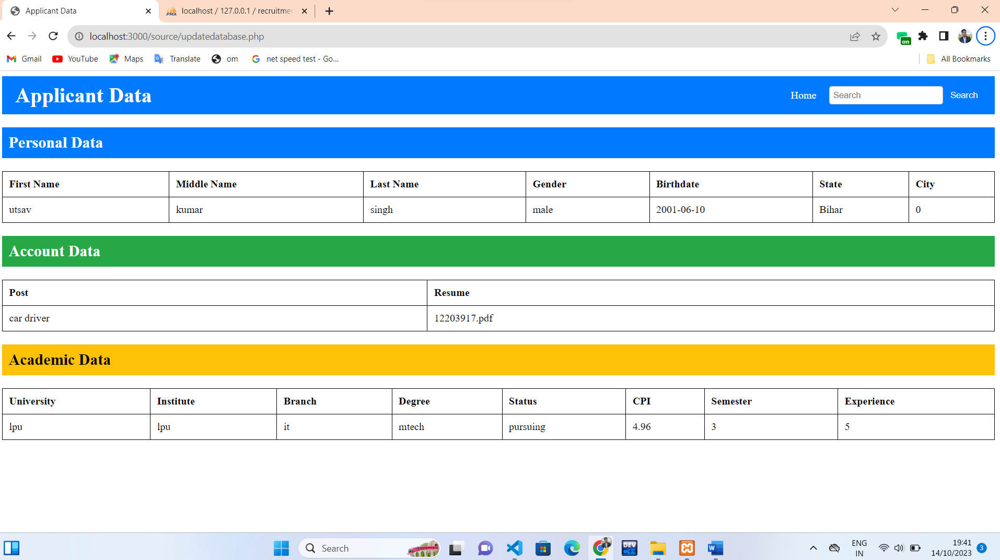 Applicant Data
localhost / 127.0.0.1 / recruitme
localhost:3000/source/updatedatabase.php
on
Gmail YouTube Maps Translate om net speed test - Go... All Bookmarks
Applicant Data Home Search Search
Personal Data
First Name Middle Name Last Name Gender Birthdate State City
utsav kumar singh male 2001-06-10 Bihar 0
Account Data
Post Resume
car driver 12203917.pdf
Academic Data
University Institute Branch Degree Status CPI Semester Experience
lpu lpu it mtech pursuing 4.96 3 5
Search DEV C++ W ENG IN 19:41 14/10/2023 3